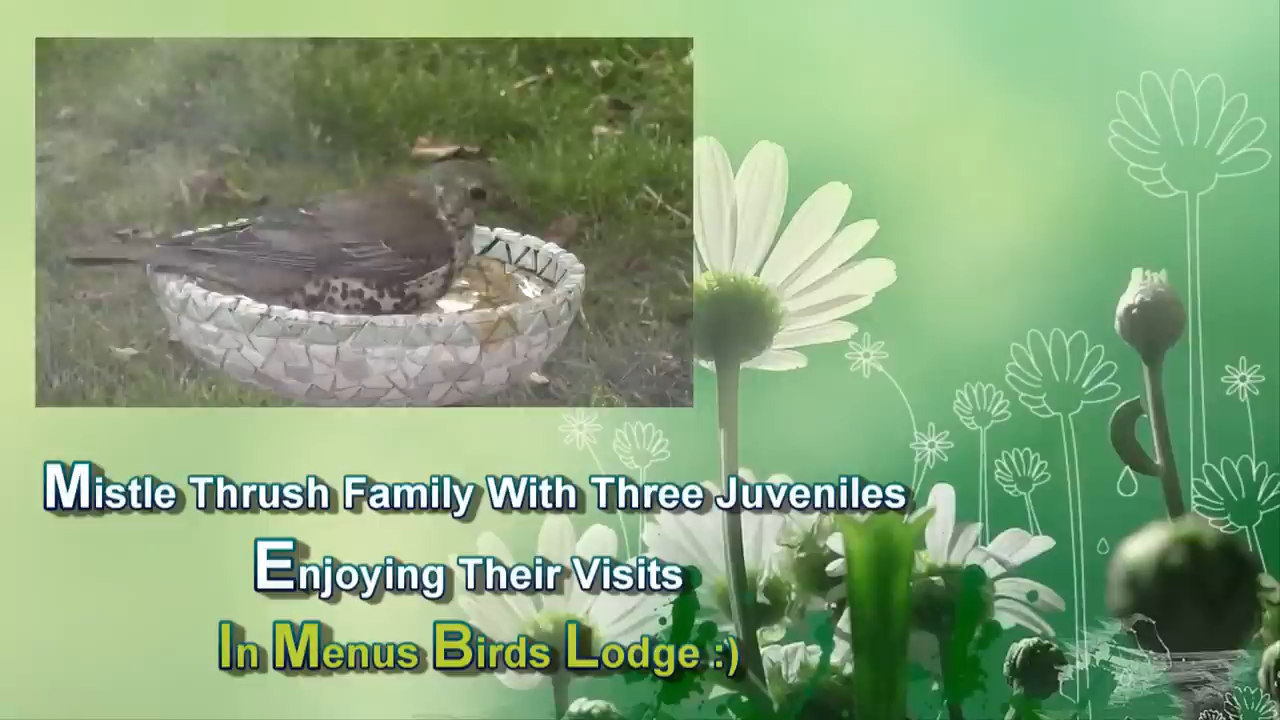 Mistle Thrush Family With Three Juveniles
Enjoying Their Visits
In Menus Birds Lodge :)